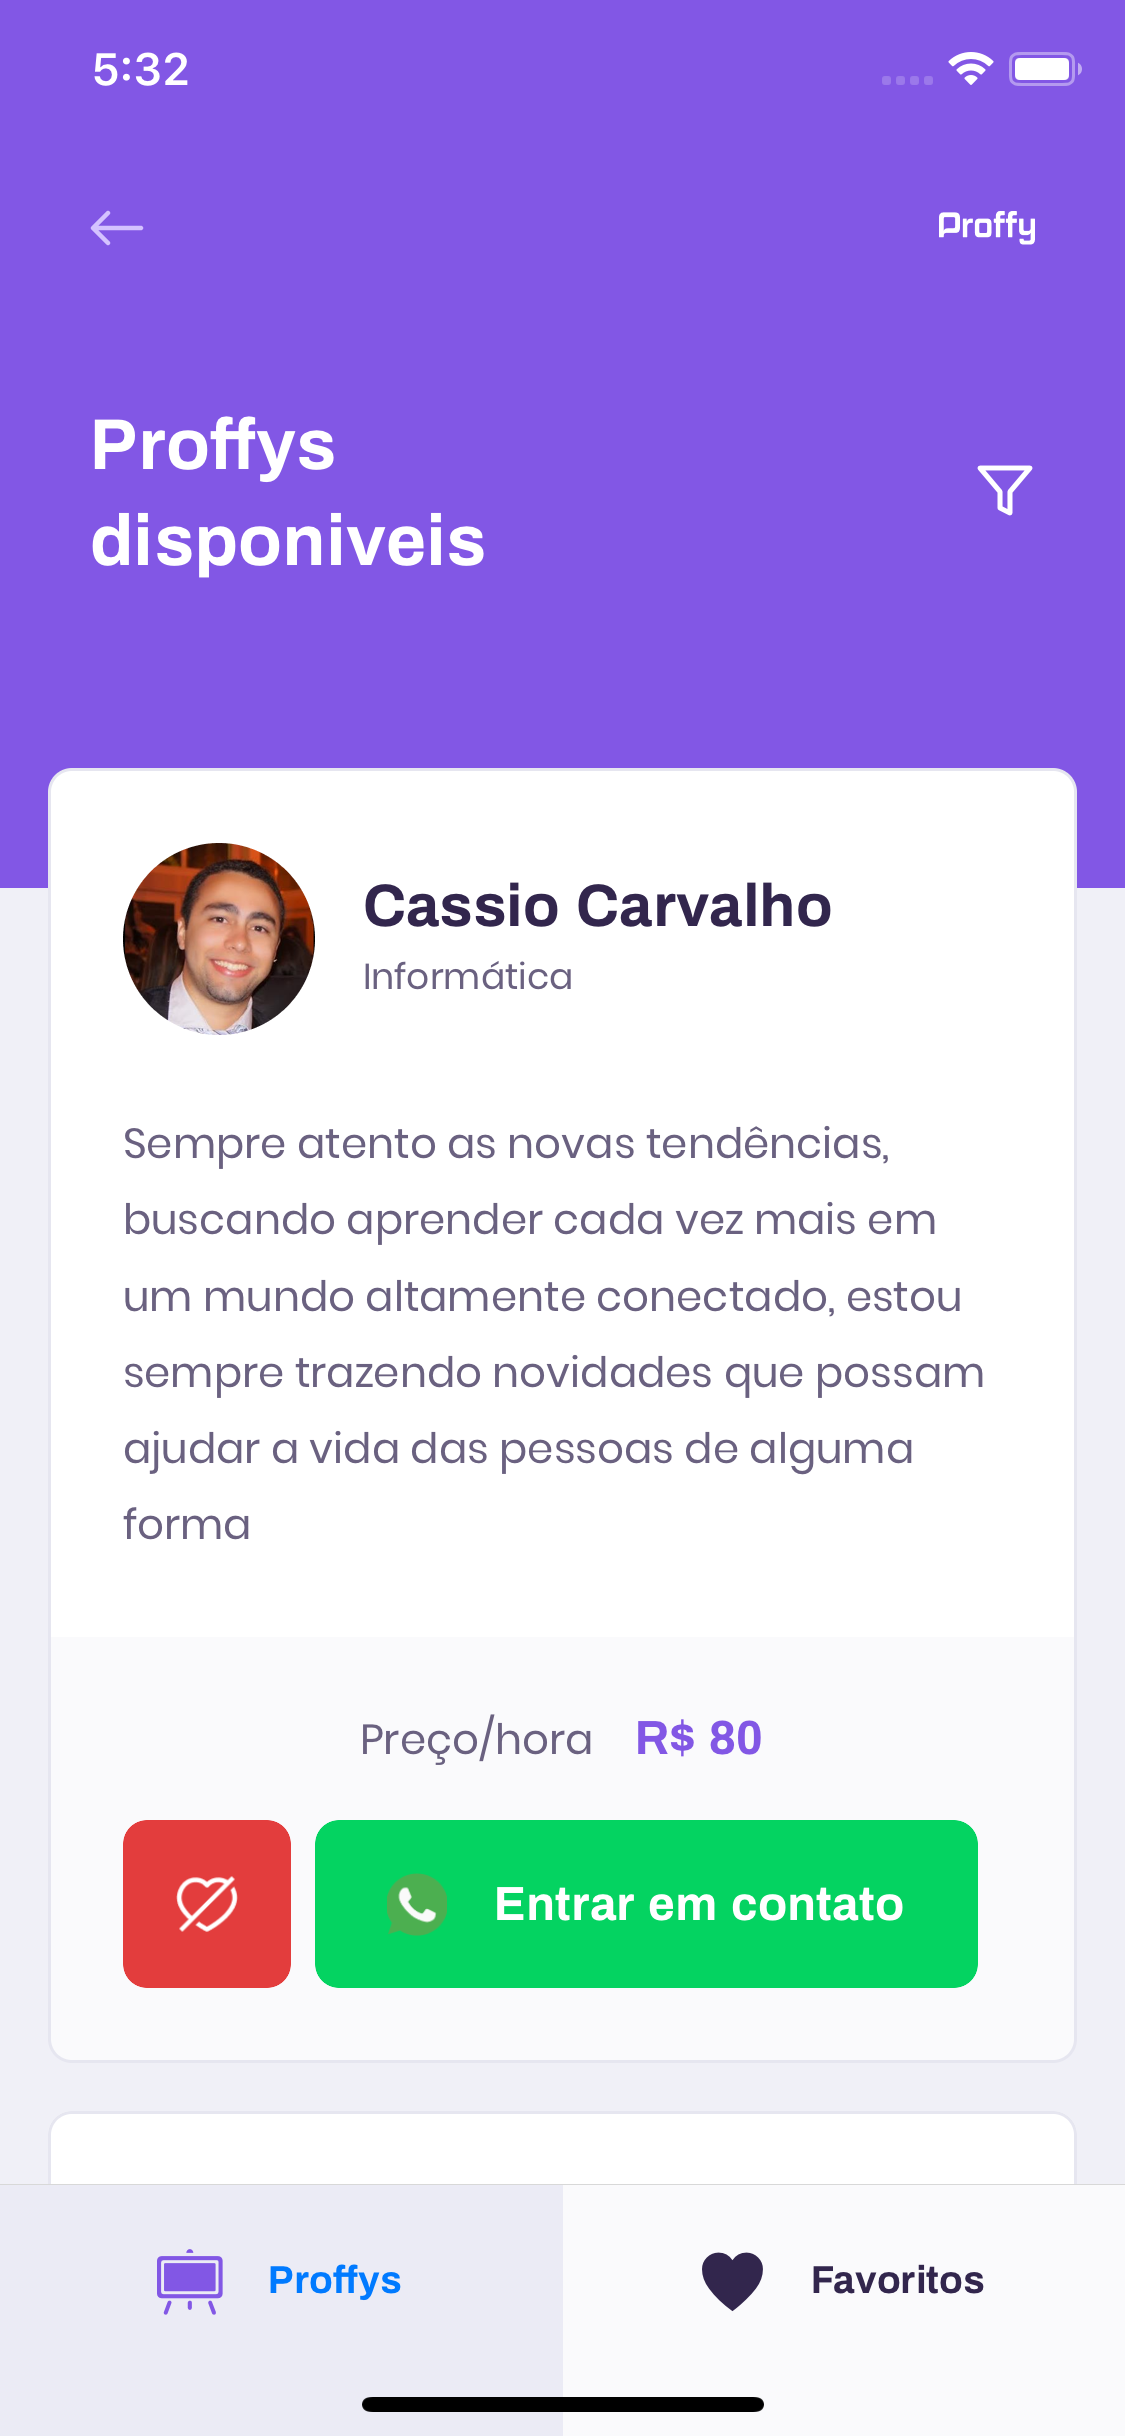 5:32
Proffy
Proffys
disponiveis
Cassio Carvalho
Informática
Sempre atento as novas tendências,
buscando aprender cada vez mais em
um mundo altamente conectado, estou
sempre trazendo novidades que possam
ajudar a vida das pessoas de alguma
forma
Preço/hora R$ 80
Entrar em contato
Proffys Favoritos